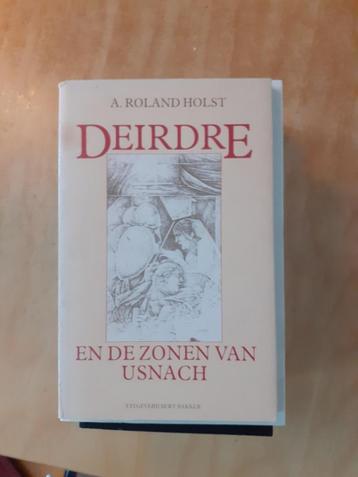 A. ROLAND HOLST
DEIRDRE
EN DE ZONEN VAN
USNACH
UITGEVERIJ BERT BAKKER